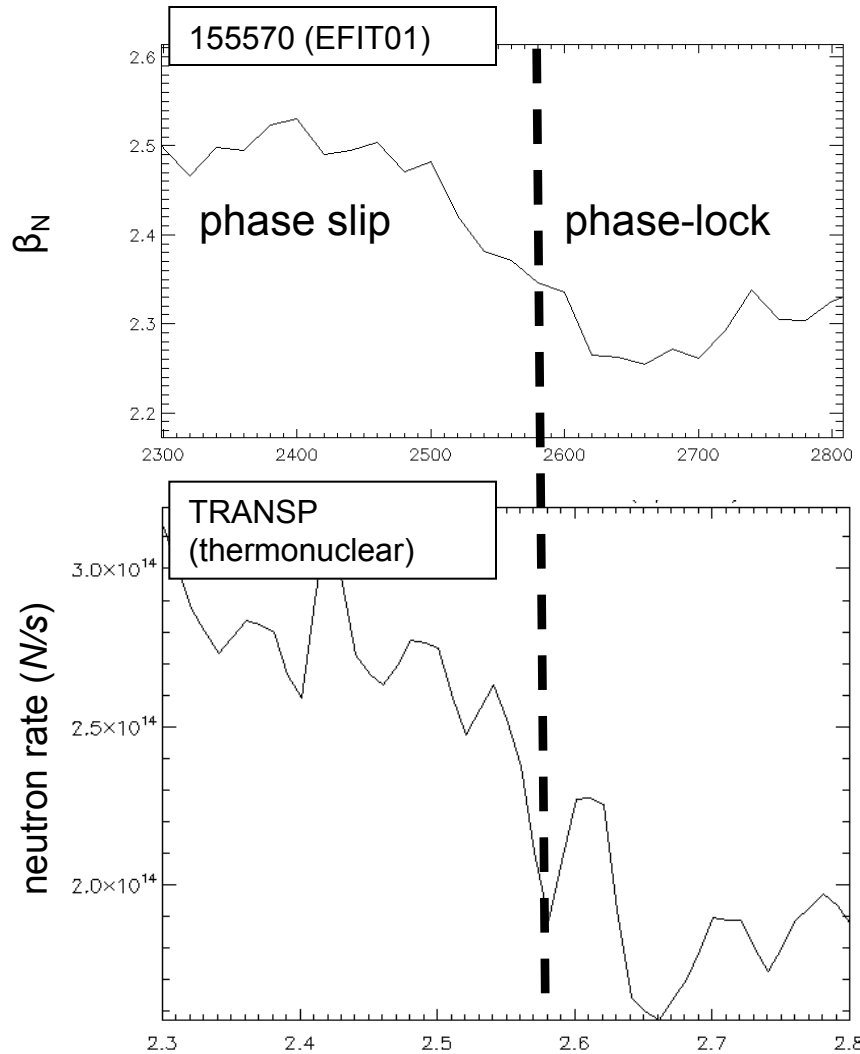 155570 (EFIT01)
2.6
2.5
2.4
2.3
2.2
β_N
phase slip
phase-lock
2300 2400 2500 2600 2700 2800
TRANSP
(thermonuclear)
3.0×10^14
2.5×10^14
2.0×10^14
neutron rate (N/s)
2.3 2.4 2.5 2.6 2.7 2.8